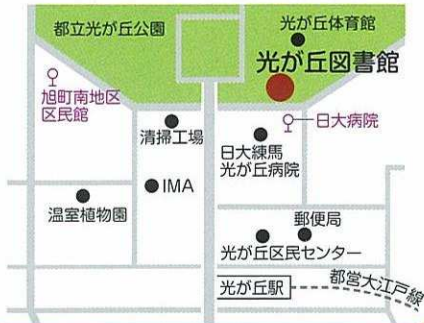 都立光が丘公園
光が丘体育館
光が丘図書館
旭町南地区
区民館
清掃工場
日大病院
日大練馬
光が丘病院
IMA
温室植物園
郵便局
光が丘区民センター
光が丘駅
都営大江戸線